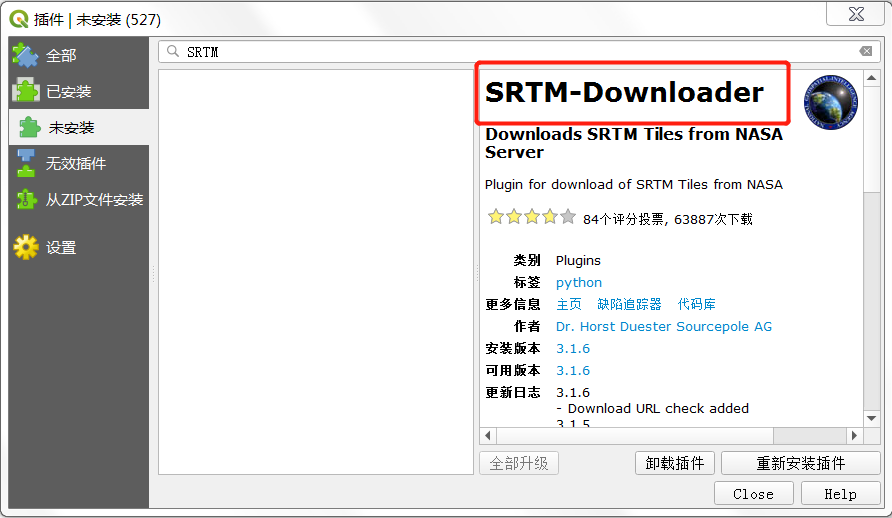 插件 | 未安装 (527)
全部
已安装
未安装
无效插件
从ZIP文件安装
设置
SRTM
SRTM-Downloader
Downloads SRTM Tiles from NASA
Server
Plugin for download of SRTM Tiles from NASA
84个评分投票, 63887次下载
类别 Plugins
标签 python
更多信息 主页 缺陷追踪器 代码库
作者 Dr. Horst Duester Sourcepole AG
安装版本 3.1.6
可用版本 3.1.6
更新日志 3.1.6
- Download URL check added
3.1.5
全部升级 卸载插件 重新安装插件
Close Help